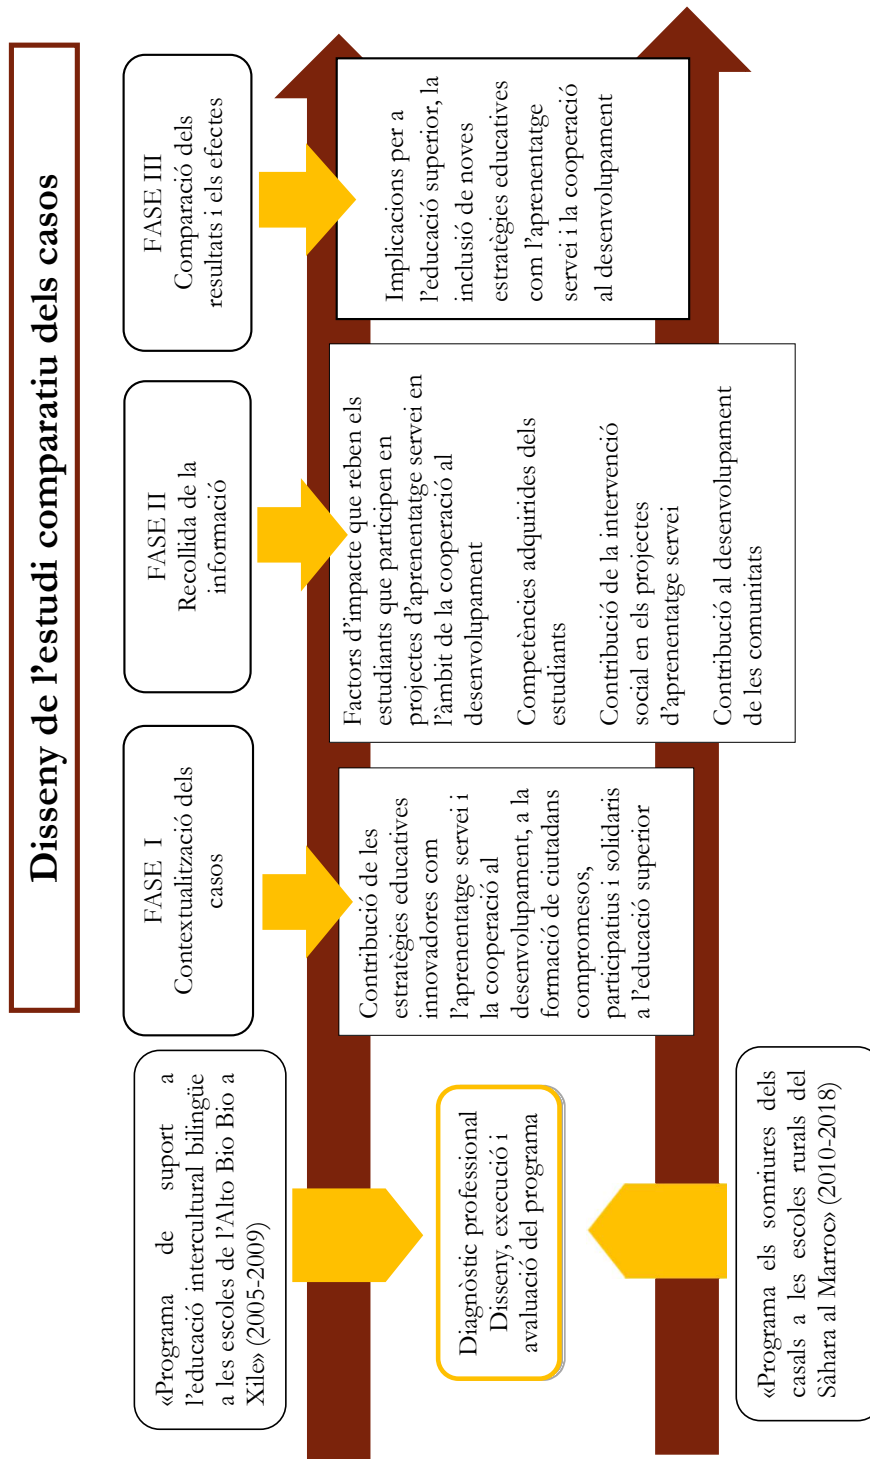 Disseny de l’estudi comparatiu dels casos
«Programa de suport a
l’educació intercultural bilingüe
a les escoles de l’Alto Bio Bio a
Xile» (2005-2009)
Diagnòstic professional
Disseny, execució i
avaluació del programa
«Programa els somriures dels
casals a les escoles rurals del
Sàhara al Marroc» (2010-2018)
FASE I
Contextualització dels
casos
Contribució de les
estratègies educatives
innovadores com
l’aprenentatge servei i
la cooperació al
desenvolupament, a la
formació de ciutadans
compromesos,
participatius i solidaris
a l’educació superior
FASE II
Recollida de la
informació
Factors d’impacte que reben els
estudiants que participen en
projectes d’aprenentatge servei en
l’àmbit de la cooperació al
desenvolupament
Competències adquirides dels
estudiants
Contribució de la intervenció
social en els projectes
d’aprenentatge servei
Contribució al desenvolupament
de les comunitats
FASE III
Comparació dels
resultats i els efectes
Implicacions per a
l’educació superior, la
inclusió de noves
estratègies educatives
com l’aprenentatge
servei i la cooperació
al desenvolupament